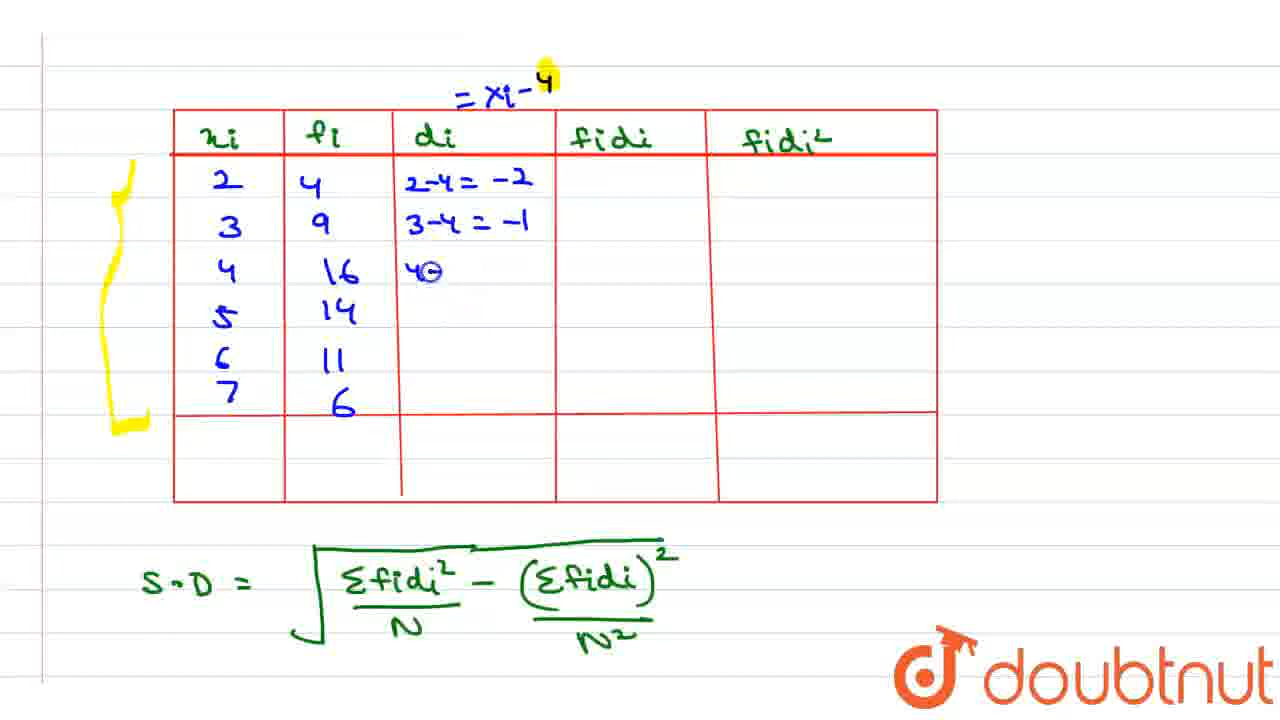 = xi - 4
xi fi di fidi fidi²
2 4 2-4 = -2
3 9 3-4 = -1
4 16 4-
5 14
6 11
7 6
S.D = √ Σfidi²/N - (Σfidi)²/N²
doubtnut